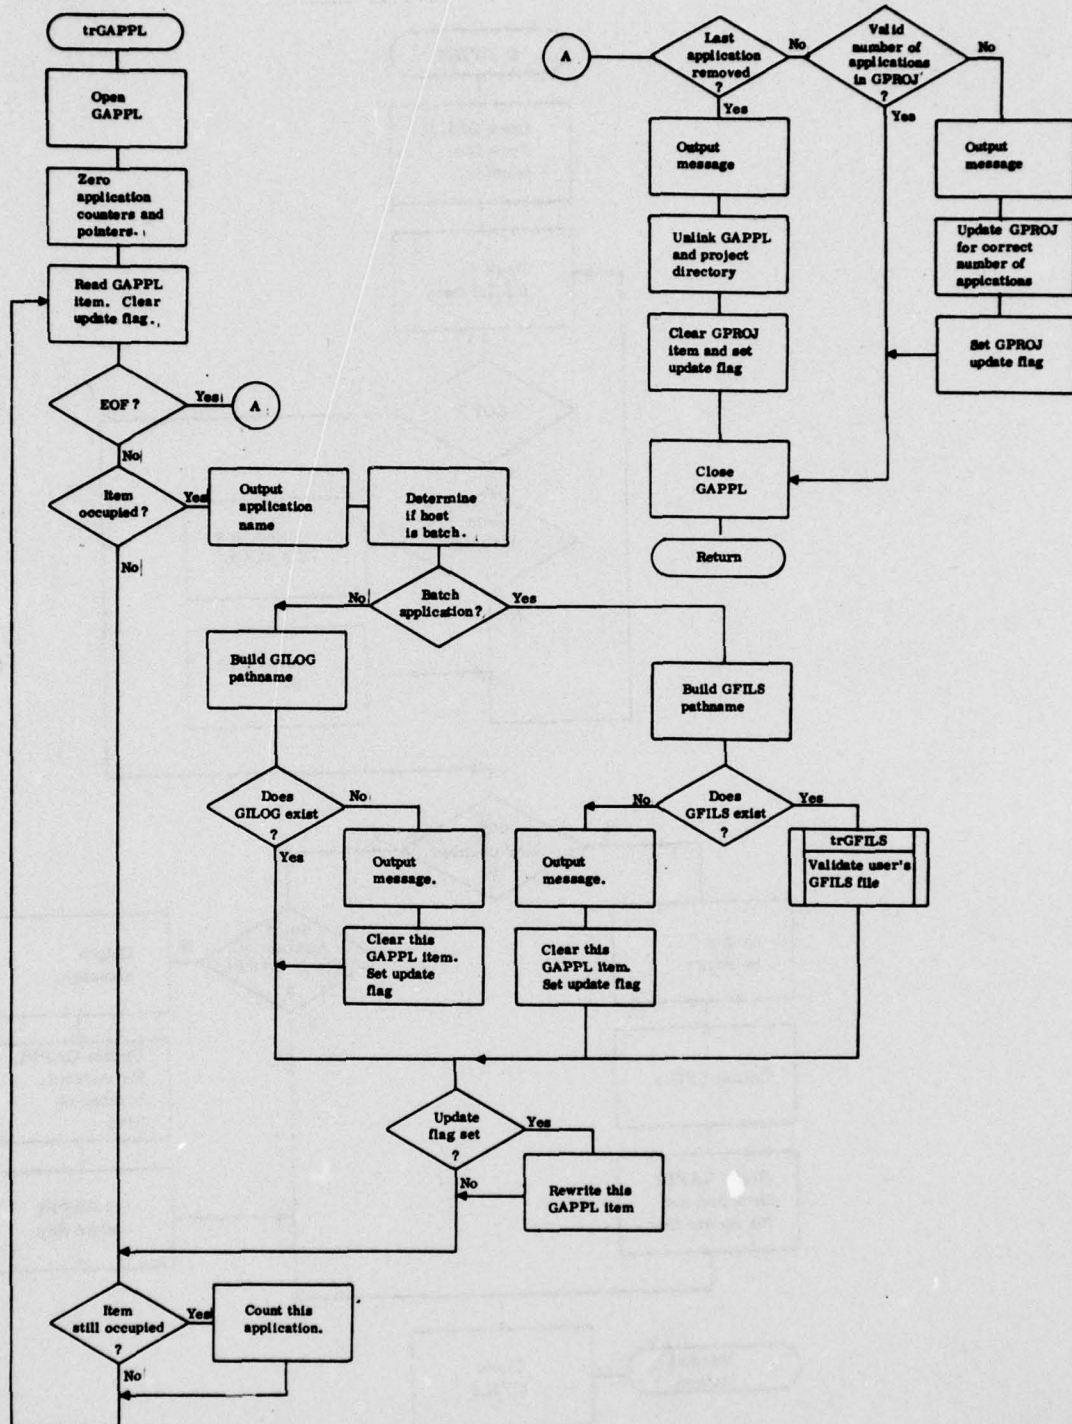 trGAPPL
Open
GAPPL
Zero
application
counters and
pointers.
Read GAPPL
item. Clear
update flag.
EOF ?
Yes
A
No
Item
occupied ?
Yes
No
Output
application
name
Determine
if host
is batch.
Batch
application?
No
Yes
Build GILOG
pathname
Does
GILOG exist
?
No
Yes
Output
message.
Clear this
GAPPL item.
Set update
flag
Build GFILS
pathname
Does
GFILS exist
?
No
Yes
Output
message.
Clear this
GAPPL item.
Set update
flag
trGFILS
Validate user's
GFILS file
Update
flag set
?
Yes
No
Rewrite this
GAPPL item
Item
still occupied
?
Yes
No
Count this
application.
A
Last
application
removed
?
No
Yes
Valid
number of
applications
in GPROJ
?
No
Yes
Output
message
Unlink GAPPL
and project
directory
Clear GPROJ
item and set
update flag
Close
GAPPL
Return
Output
message
Update GPROJ
for correct
number of
appications
Set GPROJ
update flag